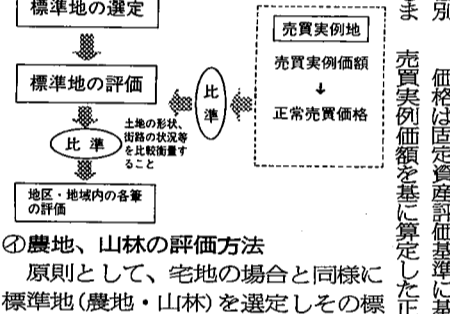 別
ま
価格は固定資産評価基準に基
売買実例価額を基に算定した正
標準地の選定
標準地の評価
比準
土地の形状、
街路の状況等
を比較衡量す
ること
地区・地域内の各筆
の評価
比準
売買実例地
売買実例価額
↓
正常売買価格
㋑農地、山林の評価方法
原則として、宅地の場合と同様に
標準地(農地・山林)を選定しその標